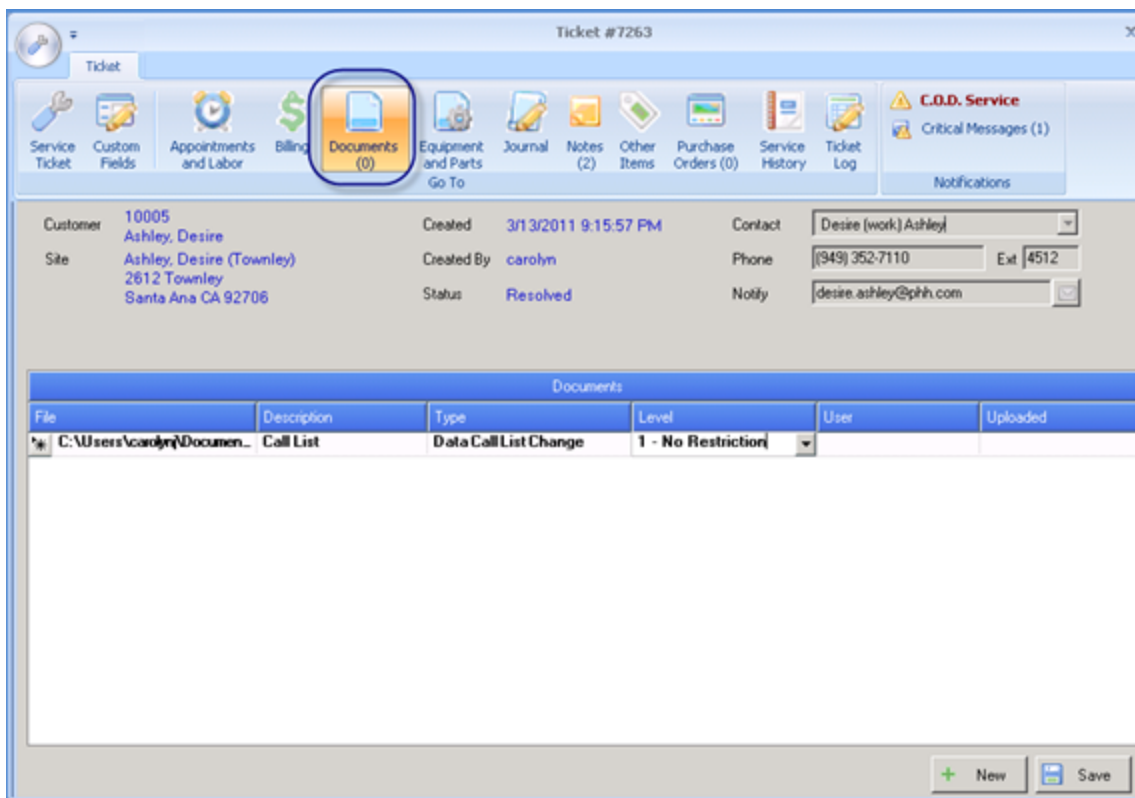 Ticket #7263
Ticket
Service Ticket
Custom Fields
Appointments and Labor
Billing
Documents (0)
Equipment and Parts
Journal
Notes (2)
Other Items
Purchase Orders (0)
Service History
Ticket Log
Go To
C.O.D. Service
Critical Messages (1)
Notifications
Customer 10005
Ashley, Desire
Site Ashley, Desire (Townley)
2612 Townley
Santa Ana CA 92706
Created 3/13/2011 9:15:57 PM
Created By carolyn
Status Resolved
Contact Desire (work) Ashley
Phone (949) 352-7110 Ext 4512
Notify desire.ashley@phh.com
Documents
File Description Type Level User Uploaded
C:\Users\carolyn\Documen... Call List Data Call List Change 1 - No Restriction
New Save